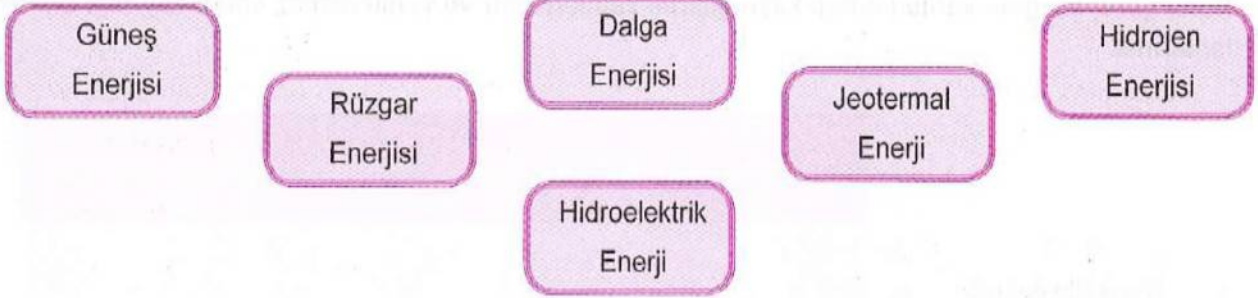 Güneş
Enerjisi
Rüzgar
Enerjisi
Dalga
Enerjisi
Hidroelektrik
Enerji
Jeotermal
Enerji
Hidrojen
Enerjisi